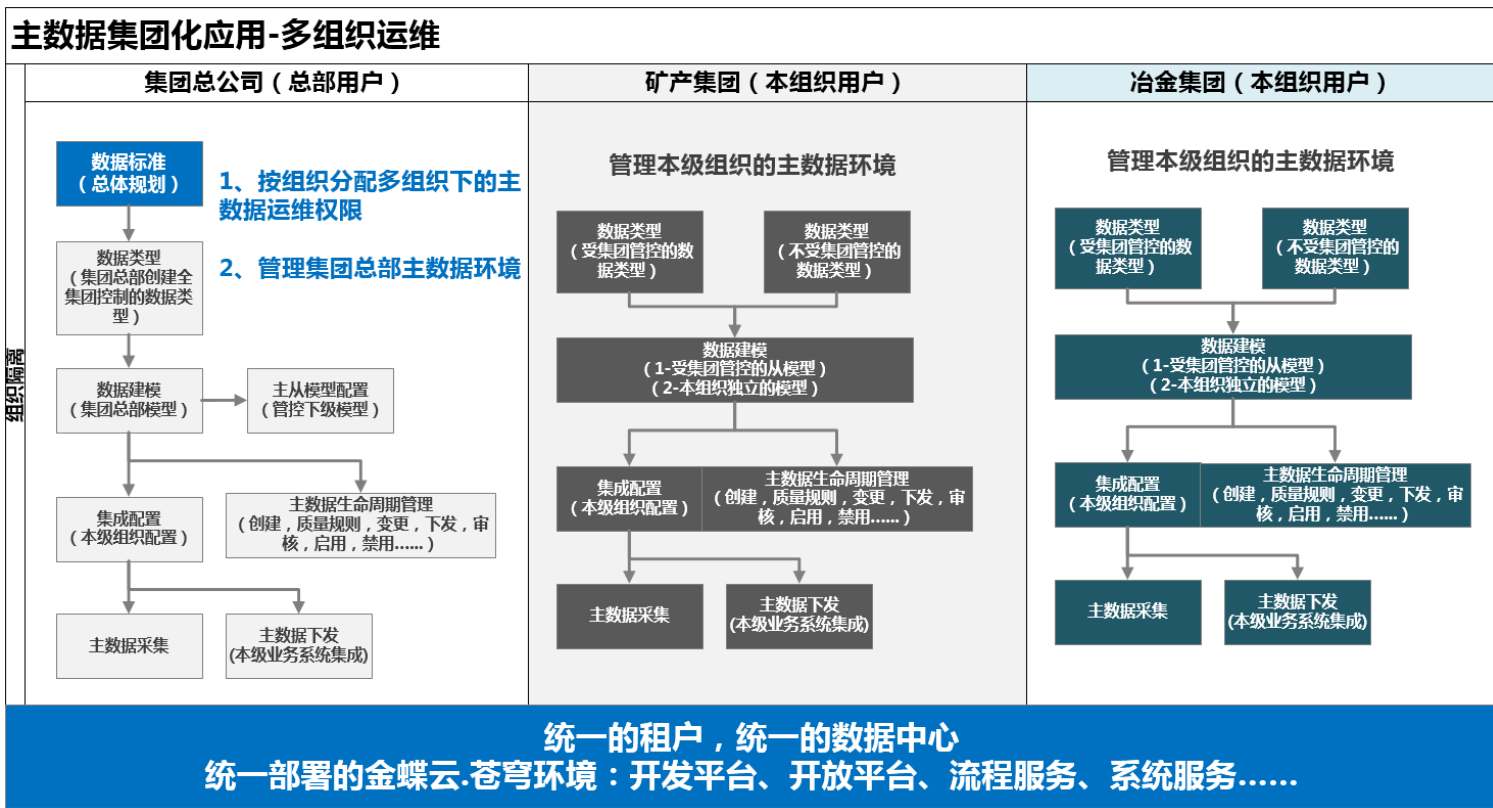 主数据集团化应用-多组织运维
组织隔离
集团总公司（总部用户）
数据标准
（总体规划）
1、按组织分配多组织下的主
数据运维权限
2、管理集团总部主数据环境
数据类型
（集团总部创建全
集团控制的数据类
型）
数据建模
（集团总部模型）
主从模型配置
（管控下级模型）
集成配置
（本级组织配置）
主数据生命周期管理
（创建，质量规则，变更，下发，审
核，启用，禁用......）
主数据采集
主数据下发
(本级业务系统集成)
矿产集团（本组织用户）
管理本级组织的主数据环境
数据类型
（受集团管控的数
据类型）
数据类型
（不受集团管控的
数据类型）
数据建模
（1-受集团管控的从模型）
（2-本组织独立的模型）
集成配置
（本级组织配置）
主数据生命周期管理
（创建，质量规则，变更，下发，审
核，启用，禁用......）
主数据采集
主数据下发
(本级业务系统集成)
冶金集团（本组织用户）
管理本级组织的主数据环境
数据类型
（受集团管控的数
据类型）
数据类型
（不受集团管控的
数据类型）
数据建模
（1-受集团管控的从模型）
（2-本组织独立的模型）
集成配置
（本级组织配置）
主数据生命周期管理
（创建，质量规则，变更，下发，审
核，启用，禁用......）
主数据采集
主数据下发
(本级业务系统集成)
统一的租户，统一的数据中心
统一部署的金蝶云.苍穹环境：开发平台、开放平台、流程服务、系统服务......